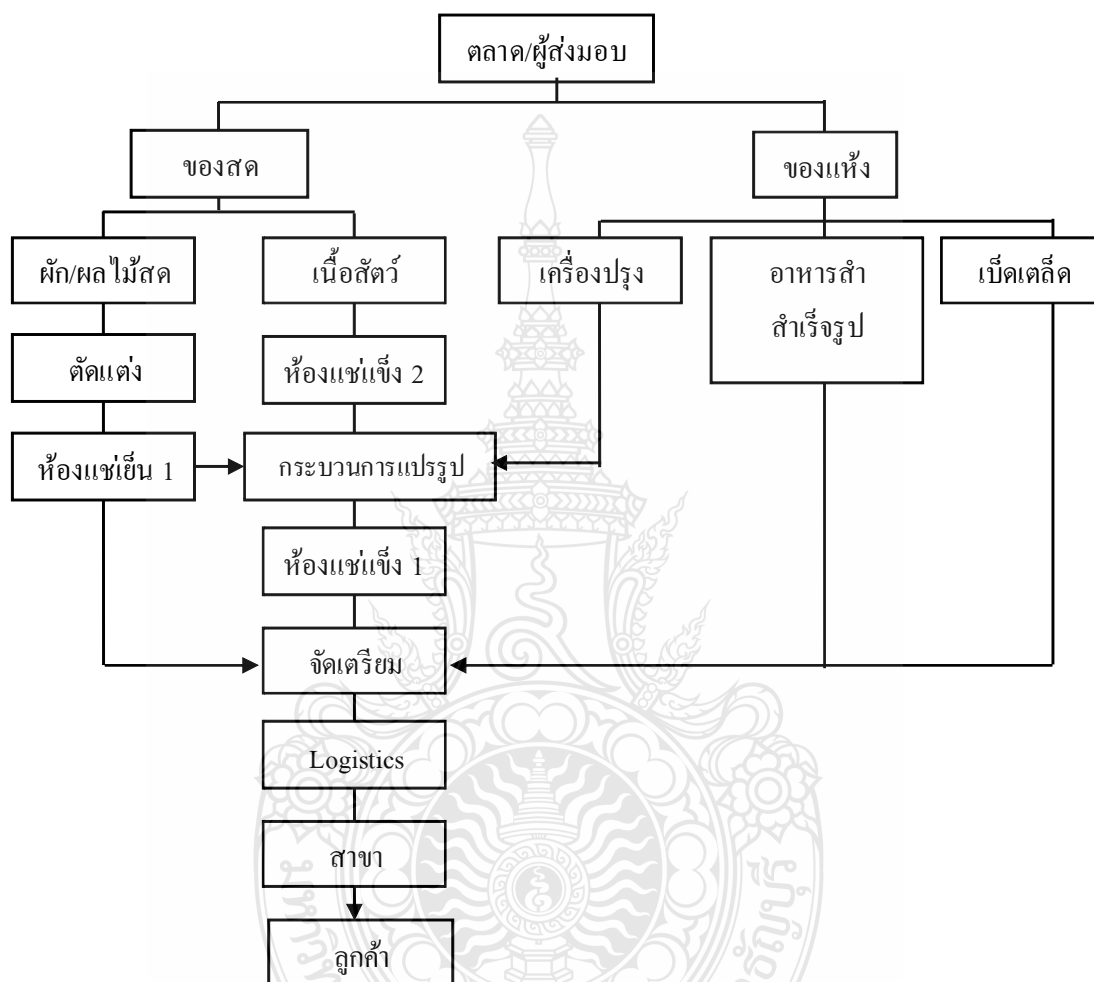 ตลาด/ผู้ส่งมอบ
ของสด
ของแห้ง
ผัก/ผลไม้สด
เนื้อสัตว์
เครื่องปรุง
อาหารสำ
สำเร็จรูป
เบ็ดเตล็ด
ตัดแต่ง
ห้องแช่แข็ง 2
ห้องแช่เย็น 1
กระบวนการแปรรูป
ห้องแช่แข็ง 1
จัดเตรียม
Logistics
สาขา
ลูกค้า